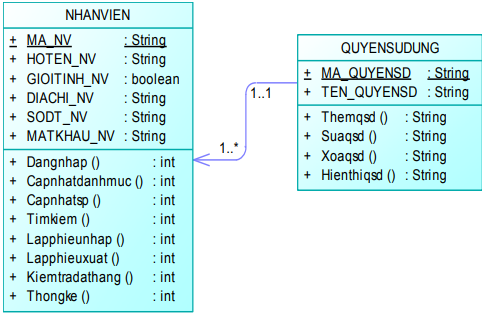 NHANVIEN
+ MA_NV : String
+ HOTEN_NV : String
+ GIOITINH_NV : boolean
+ DIACHI_NV : String
+ SODT_NV : String
+ MATKHAU_NV : String
+ Dangnhap () : int
+ Capnhatdanhmuc () : int
+ Capnhatsp () : int
+ Timkiem () : int
+ Lapphieunhap () : int
+ Lapphieuxuat () : int
+ Kiemtradathang () : int
+ Thongke () : int
1..1
1..*
QUYENSUDUNG
+ MA_QUYENSD : String
+ TEN_QUYENSD : String
+ Themqsd () : String
+ Suaqsd () : String
+ Xoaqsd () : String
+ Hienthiqsd () : String